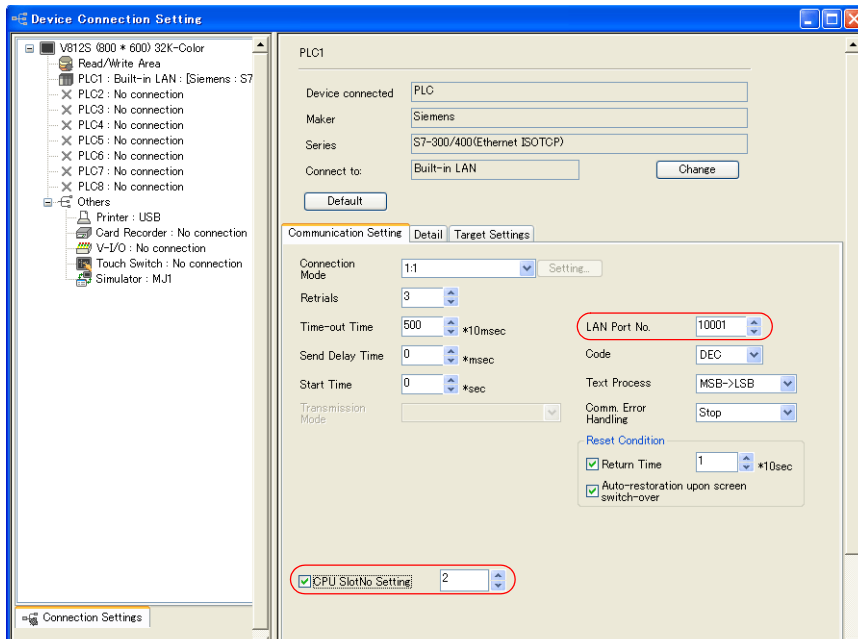 Device Connection Setting
V812S (800 * 600) 32K-Color
Read/Write Area
PLC1 : Built-in LAN : [Siemens : S7
PLC2 : No connection
PLC3 : No connection
PLC4 : No connection
PLC5 : No connection
PLC6 : No connection
PLC7 : No connection
PLC8 : No connection
Others
Printer : USB
Card Recorder : No connection
V-I/O : No connection
Touch Switch : No connection
Simulator : MJ1
Connection Settings
PLC1
Device connected PLC
Maker Siemens
Series S7-300/400(Ethernet ISOTCP)
Connect to: Built-in LAN Change
Default
Communication Setting Detail Target Settings
Connection Mode 1:1 Setting...
Retrials 3
Time-out Time 500 *10msec
Send Delay Time 0 *msec
Start Time 0 *sec
Transmission Mode
LAN Port No. 10001
Code DEC
Text Process MSB->LSB
Comm. Error Handling Stop
Reset Condition
Return Time 1 *10sec
Auto-restoration upon screen switch-over
CPU SlotNo Setting 2